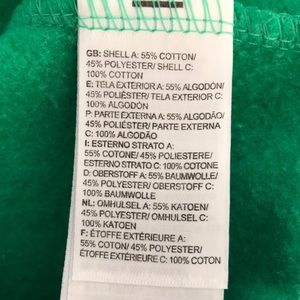 GB: SHELL A: 55% COTTON/
45% POLYESTER/ SHELL C:
100% COTTON
E: TELA EXTERIOR A: 55% ALGODÓN/
45% POLIÉSTER/ TELA EXTERIOR C:
100% ALGODÓN
P: PARTE EXTERNA A: 55% ALGODÃO/
45% POLIÉSTER/ PARTE EXTERNA
C: 100% ALGODÃO
I: ESTERNO STRATO A:
55% COTONE/ 45% POLIESTERE/
ESTERNO STRATO C: 100% COTONE
D: OBERSTOFF A: 55% BAUMWOLLE/
45% POLYESTER/ OBERSTOFF C:
100% BAUMWOLLE
NL: OMHULSEL A: 55% KATOEN/
45% POLYESTER/ OMHULSEL C:
100% KATOEN
F: ÉTOFFE EXTÉRIEURE A:
55% COTON/ 45% POLYESTER/
ÉTOFFE EXTÉRIEURE C: 100% COTON